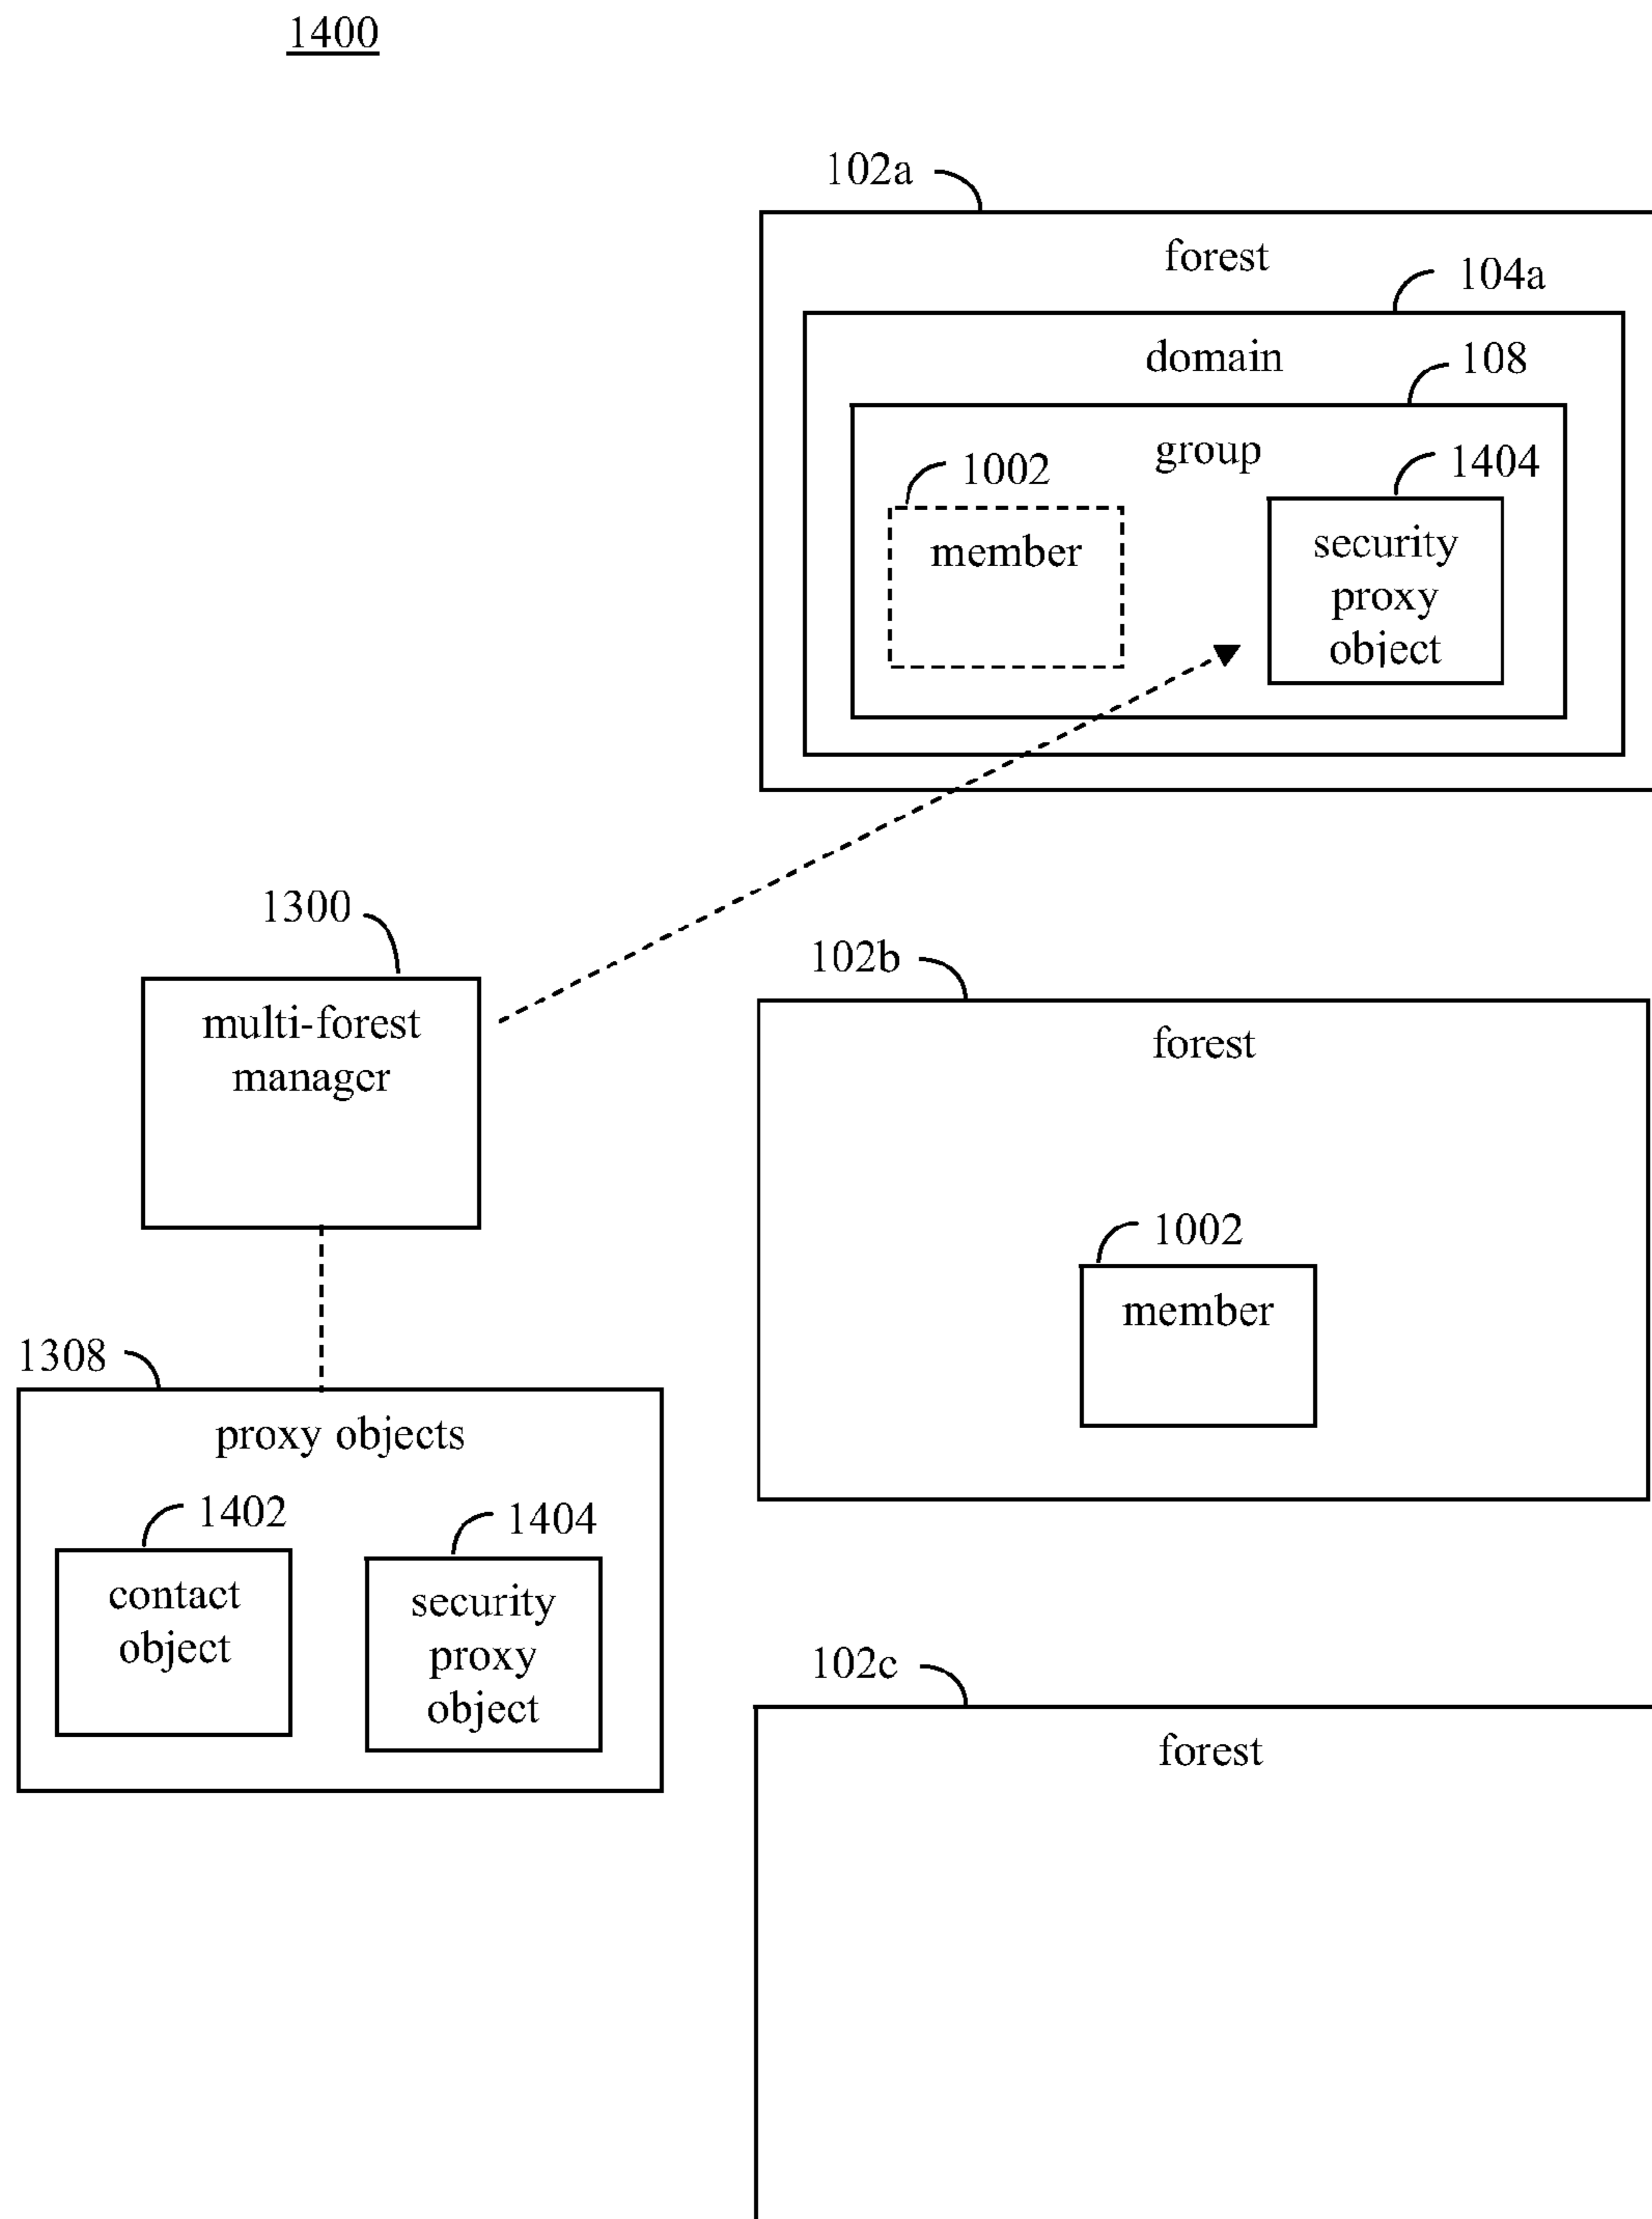 1400
102a
forest
104a
domain
108
group
1002
1404
member
security
proxy
object
1300
multi-forest
manager
102b
forest
1002
member
1308
proxy objects
1402
1404
contact
object
security
proxy
object
102c
forest